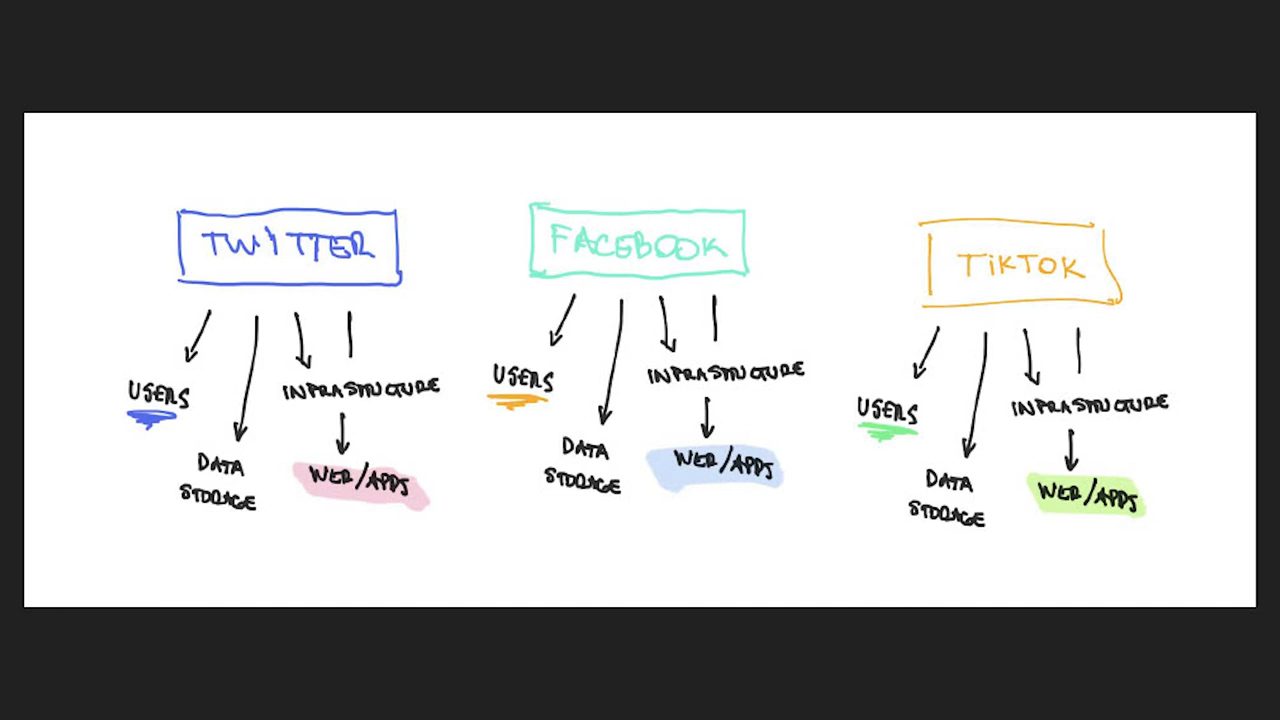 TWITTER
USERS
INFRASTRUCTURE
DATA
STORAGE
WEB/APPS
FACEBOOK
USERS
INFRASTRUCTURE
DATA
STORAGE
WEB/APPS
TIKTOK
USERS
INFRASTRUCTURE
DATA
STORAGE
WEB/APPS